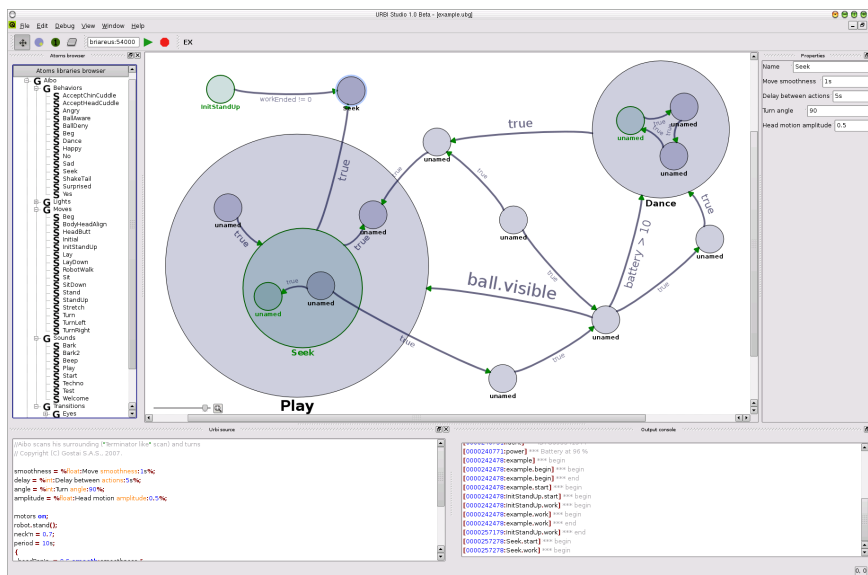 URBI Studio 1.0 Beta - [example.ubg]
File Edit Debug View Window Help
briareus:54000 EX
Atoms browser
Atoms libraries browser
G Aibo
G Behaviors
S AcceptChinCuddle
S AcceptHeadCuddle
S Angry
S BallAware
S BallDeny
S Beg
S Dance
S Happy
S No
S Sad
S Seek
S ShakeTail
S Surprised
S Yes
G Lights
G Moves
S Beg
S BodyHeadAlign
S HeadButt
S Initial
S InitStandUp
S Lay
S LayDown
S RobotWalk
S Sit
S SitDown
S Stand
S StandUp
S Stretch
S Turn
S TurnLeft
S TurnRight
G Sounds
S Bark
S Bark2
S Beep
S Play
S Start
S Techno
S Test
S Welcome
G Transitions
G Eyes
InitStandUp
workEnded != 0
Seek
true
unamed
true
unamed
true
unamed
true
unamed
true
unamed
Seek
Play
true
unamed
true
unamed
true
true
unamed
true
ball.visible
unamed
battery > 10
true
unamed
true
unamed
true
true
true
unamed
unamed
Dance
Properties
Name Seek
Move smoothness 1s
Delay between actions 5s
Turn angle 90
Head motion amplitude 0.5
Urbi source
//Aibo scans his surrounding ("Terminator like" scan) and turns
// Copyright (C) Gostai S.A.S., 2007.
smoothness = %float:Move smoothness:1s%;
delay = %int:Delay between actions:5s%;
angle = %int:Turn angle:90%;
amplitude = %float:Head motion amplitude:0.5%;
motors on;
robot.stand();
neck'n = 0.7;
period = 10s;
{
Output console
[0000240771:power] *** Battery at 90 %
[0000242478:example] *** begin
[0000242478:example.begin] *** begin
[0000242478:example.begin] *** end
[0000242478:example.start] *** begin
[0000242478:InitStandUp.start] *** begin
[0000242478:InitStandUp.work] *** begin
[0000242478:example.work] *** begin
[0000242478:example.work] *** end
[0000257179:InitStandUp.work] *** end
[0000257278:Seek.start] *** begin
[0000257278:Seek.work] *** begin